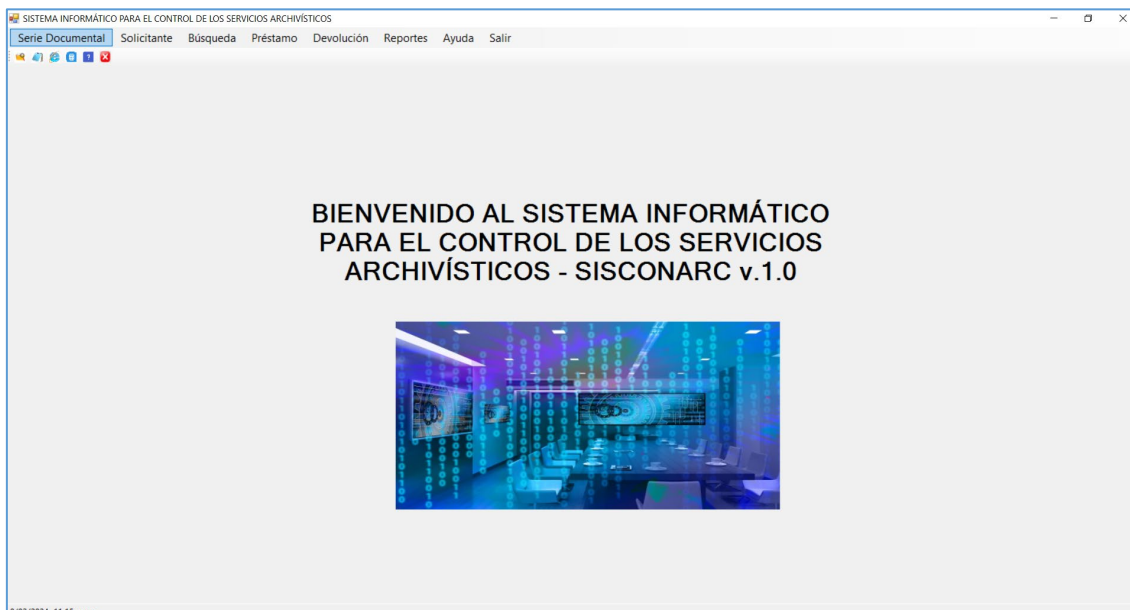 SISTEMA INFORMÁTICO PARA EL CONTROL DE LOS SERVICIOS ARCHIVÍSTICOS
Serie Documental Solicitante Búsqueda Préstamo Devolución Reportes Ayuda Salir
BIENVENIDO AL SISTEMA INFORMÁTICO
PARA EL CONTROL DE LOS SERVICIOS
ARCHIVÍSTICOS - SISCONARC v.1.0